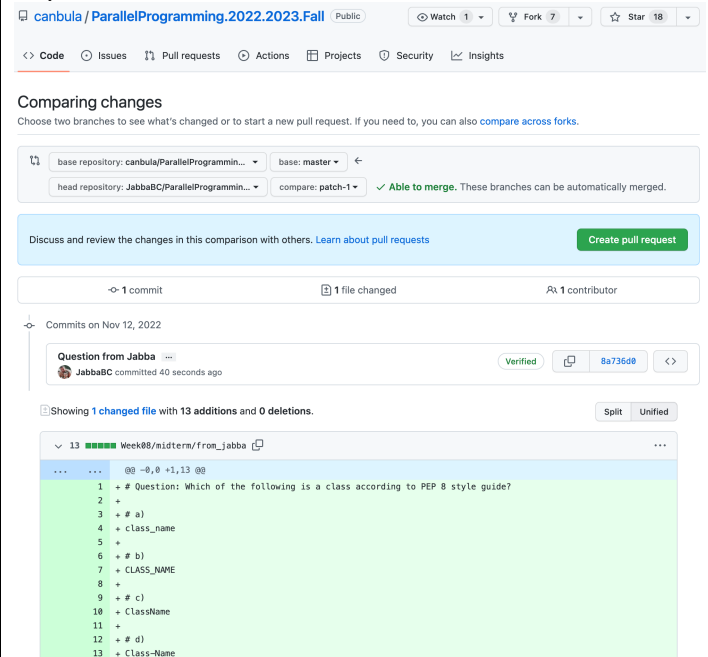 canbula / ParallelProgramming.2022.2023.Fall Public Watch 1 Fork 7 Star 18
Code Issues Pull requests Actions Projects Security Insights
Comparing changes
Choose two branches to see what's changed or to start a new pull request. If you need to, you can also compare across forks.
base repository: canbula/ParallelProgrammin... base: master
head repository: JabbaBC/ParallelProgrammin... compare: patch-1 Able to merge. These branches can be automatically merged.
Discuss and review the changes in this comparison with others. Learn about pull requests Create pull request
1 commit 1 file changed 1 contributor
Commits on Nov 12, 2022
Question from Jabba ...
JabbaBC committed 40 seconds ago Verified 8a736d0 <>
Showing 1 changed file with 13 additions and 0 deletions. Split Unified
13 Week08/midterm/from_jabba ...
... ... @@ -0,0 +1,13 @@
1 + # Question: Which of the following is a class according to PEP 8 style guide?
2 +
3 + # a)
4 + class_name
5 +
6 + # b)
7 + CLASS_NAME
8 +
9 + # c)
10 + ClassName
11 +
12 + # d)
13 + Class-Name